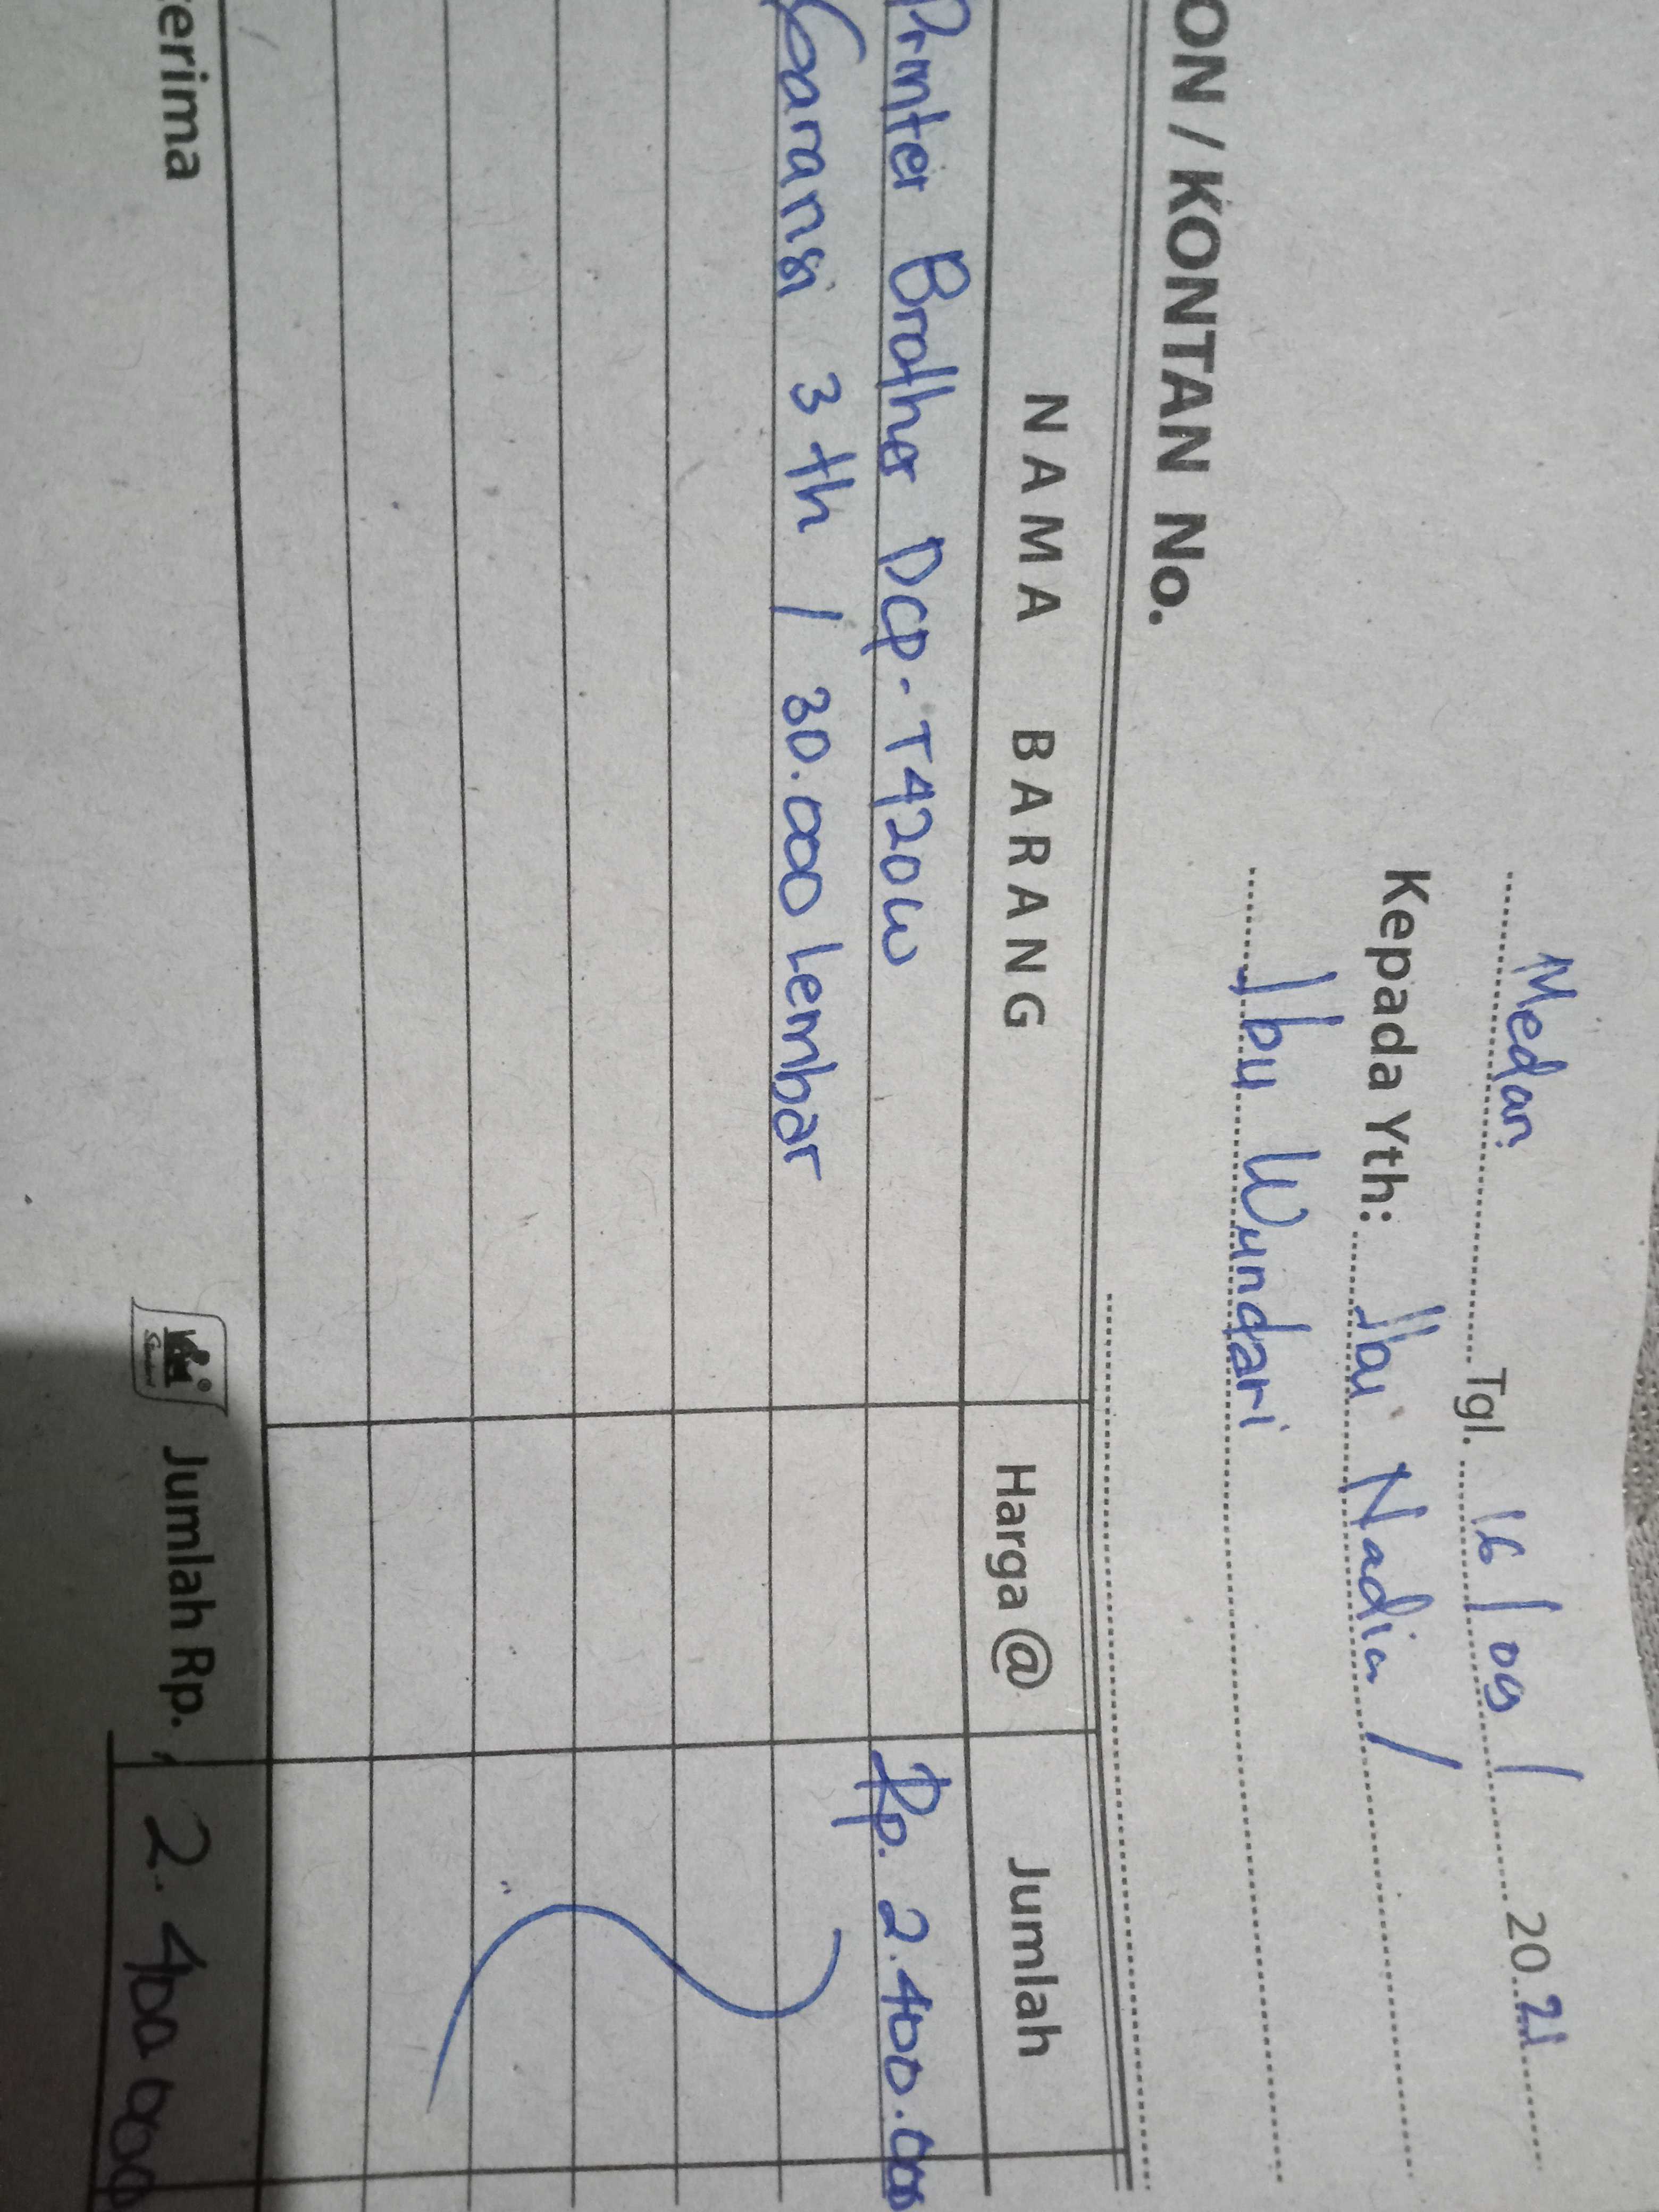 Medan Tgl. 16 / 09 / 20 21
Kepada Yth: Ibu Nadia /
Ibu Wundari
ON / KONTAN No.
NAMA BARANG Harga @ Jumlah
Printer Brother DCP-T420W Rp. 2.400.000
Garansi 3 th / 30.000 lembar
erima Jumlah Rp. 2.400.000